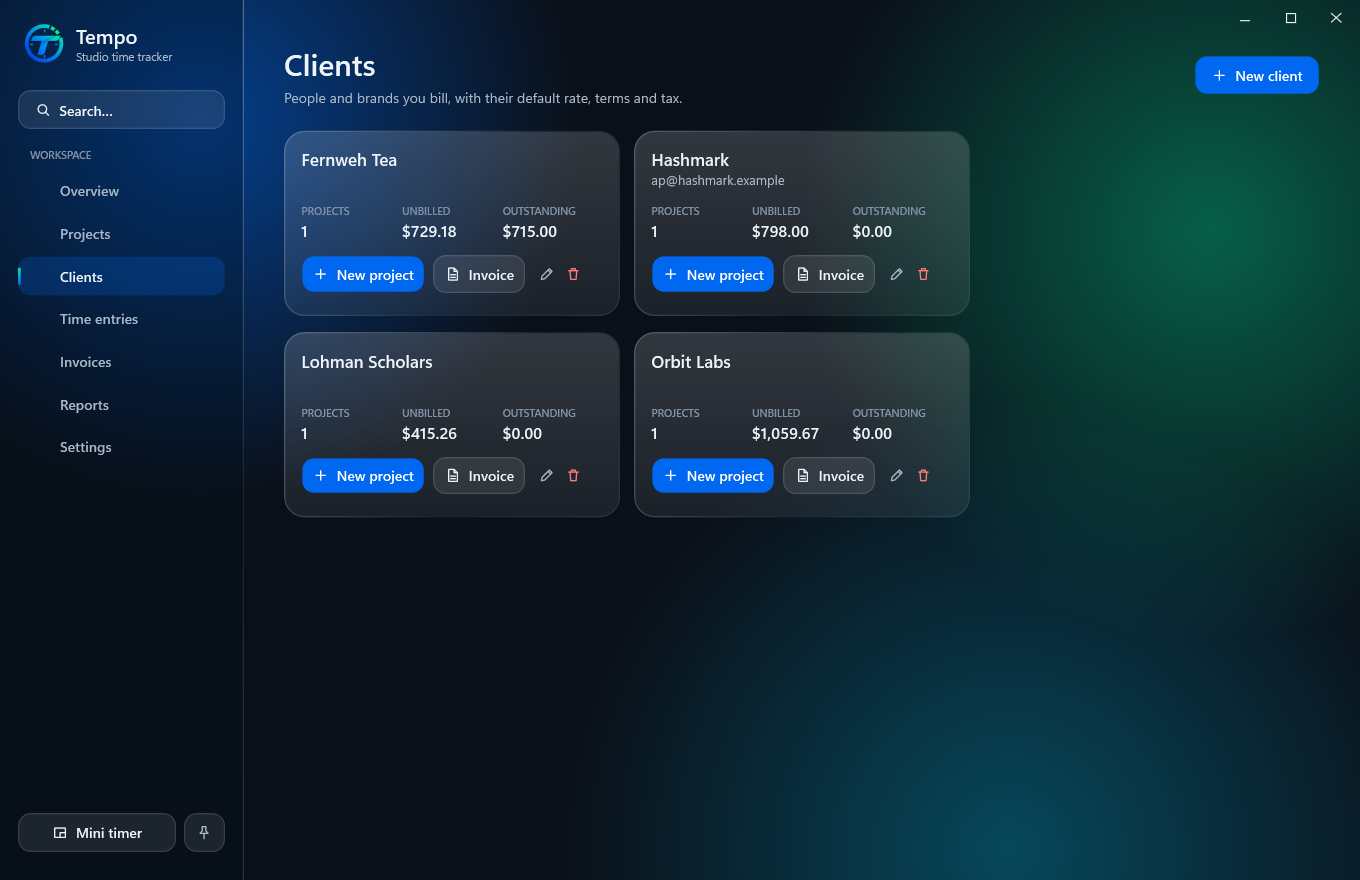 Tempo
Studio time tracker
Search...
WORKSPACE
Overview
Projects
Clients
Time entries
Invoices
Reports
Settings
Mini timer
Clients
People and brands you bill, with their default rate, terms and tax.
New client
Fernweh Tea
PROJECTS UNBILLED OUTSTANDING
1 $729.18 $715.00
New project Invoice
Hashmark
ap@hashmark.example
PROJECTS UNBILLED OUTSTANDING
1 $798.00 $0.00
New project Invoice
Lohman Scholars
PROJECTS UNBILLED OUTSTANDING
1 $415.26 $0.00
New project Invoice
Orbit Labs
PROJECTS UNBILLED OUTSTANDING
1 $1,059.67 $0.00
New project Invoice